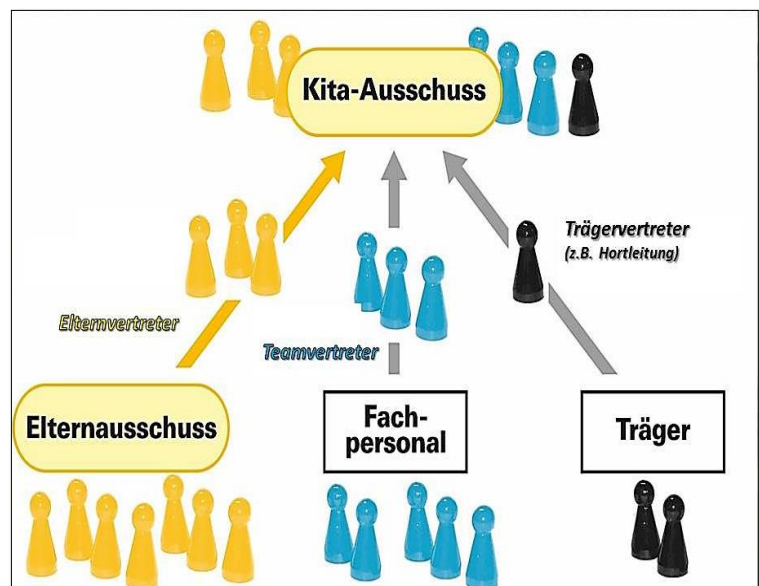 Kita-Ausschuss
Trägervertreter
(z.B. Hortleitung)
Elternvertreter
Teamvertreter
Elternausschuss
Fach-
personal
Träger